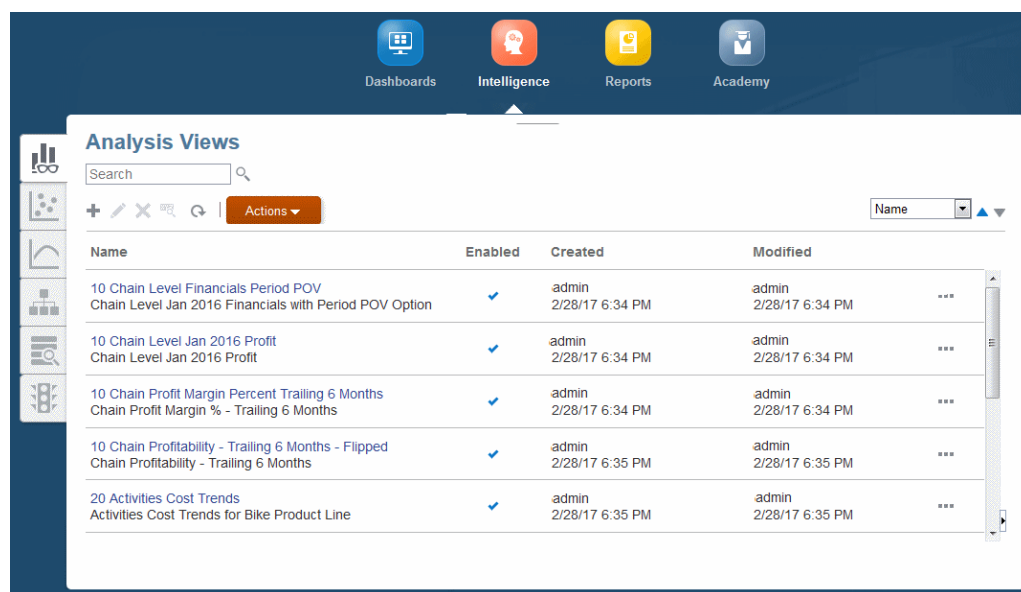 Dashboards Intelligence Reports Academy
Analysis Views
Search
Actions
Name
Name Enabled Created Modified
10 Chain Level Financials Period POV admin admin
Chain Level Jan 2016 Financials with Period POV Option 2/28/17 6:34 PM 2/28/17 6:34 PM
10 Chain Level Jan 2016 Profit admin admin
Chain Level Jan 2016 Profit 2/28/17 6:34 PM 2/28/17 6:34 PM
10 Chain Profit Margin Percent Trailing 6 Months admin admin
Chain Profit Margin % - Trailing 6 Months 2/28/17 6:34 PM 2/28/17 6:34 PM
10 Chain Profitability - Trailing 6 Months - Flipped admin admin
Chain Profitability - Trailing 6 Months 2/28/17 6:35 PM 2/28/17 6:35 PM
20 Activities Cost Trends admin admin
Activities Cost Trends for Bike Product Line 2/28/17 6:35 PM 2/28/17 6:35 PM